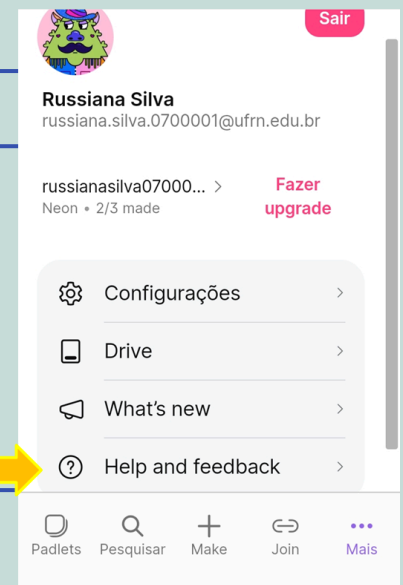 Sair
Russiana Silva
russiana.silva.0700001@ufrn.edu.br
russianasilva07000...
Neon • 2/3 made
Fazer
upgrade
Configurações
Drive
What's new
Help and feedback
Padlets
Pesquisar
Make
Join
Mais